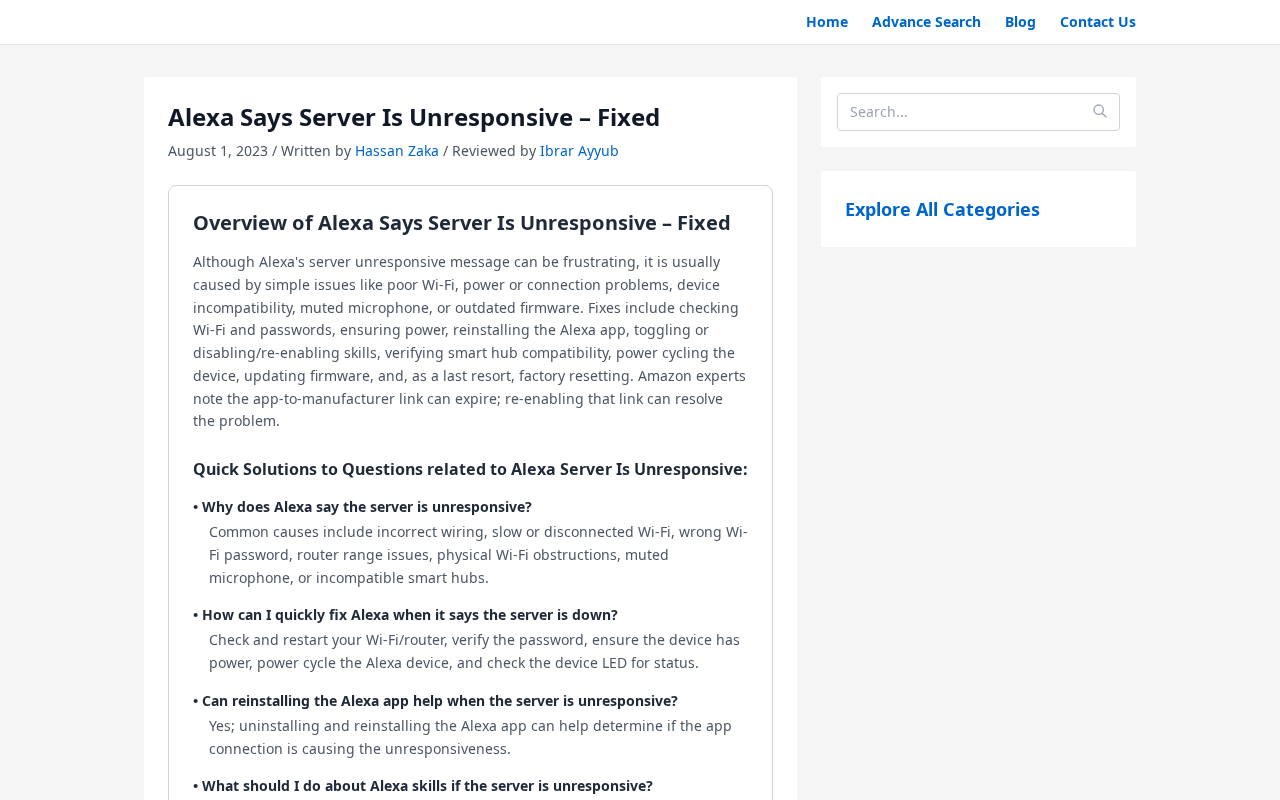 Home Advance Search Blog Contact Us
Alexa Says Server Is Unresponsive – Fixed
August 1, 2023 / Written by Hassan Zaka / Reviewed by Ibrar Ayyub
Overview of Alexa Says Server Is Unresponsive – Fixed
Although Alexa's server unresponsive message can be frustrating, it is usually
caused by simple issues like poor Wi-Fi, power or connection problems, device
incompatibility, muted microphone, or outdated firmware. Fixes include checking
Wi-Fi and passwords, ensuring power, reinstalling the Alexa app, toggling or
disabling/re-enabling skills, verifying smart hub compatibility, power cycling the
device, updating firmware, and, as a last resort, factory resetting. Amazon experts
note the app-to-manufacturer link can expire; re-enabling that link can resolve
the problem.
Quick Solutions to Questions related to Alexa Server Is Unresponsive:
• Why does Alexa say the server is unresponsive?
Common causes include incorrect wiring, slow or disconnected Wi-Fi, wrong Wi-
Fi password, router range issues, physical Wi-Fi obstructions, muted
microphone, or incompatible smart hubs.
• How can I quickly fix Alexa when it says the server is down?
Check and restart your Wi-Fi/router, verify the password, ensure the device has
power, power cycle the Alexa device, and check the device LED for status.
• Can reinstalling the Alexa app help when the server is unresponsive?
Yes; uninstalling and reinstalling the Alexa app can help determine if the app
connection is causing the unresponsiveness.
• What should I do about Alexa skills if the server is unresponsive?
Search...
Explore All Categories